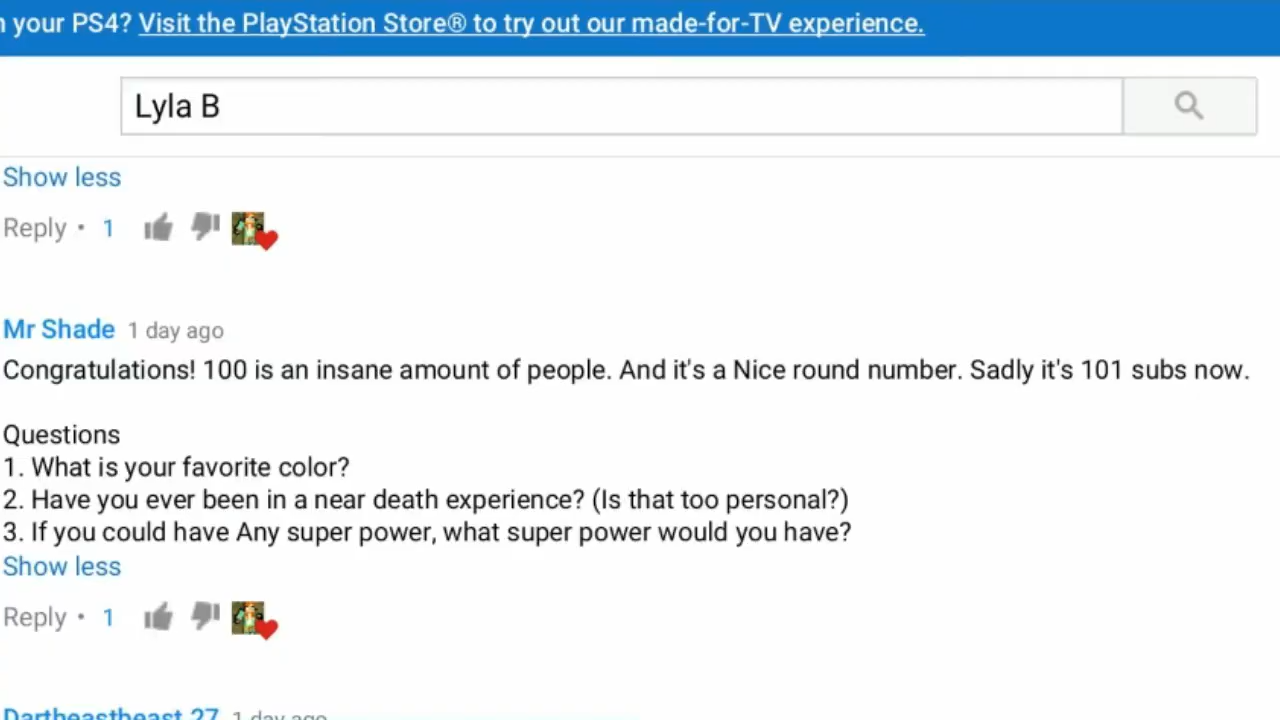 your PS4? Visit the PlayStation Store® to try out our made-for-TV experience.
Lyla B
Show less
Reply • 1
Mr Shade 1 day ago
Congratulations! 100 is an insane amount of people. And it's a Nice round number. Sadly it's 101 subs now.
Questions
1. What is your favorite color?
2. Have you ever been in a near death experience? (Is that too personal?)
3. If you could have Any super power, what super power would you have?
Show less
Reply • 1
Dartheastbeast 27 1 day ago